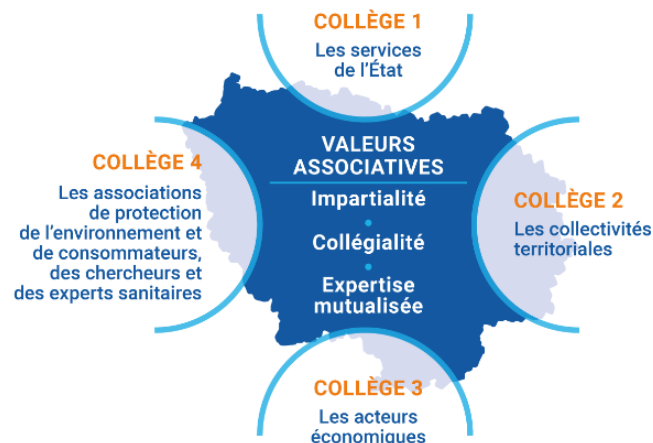 COLLÈGE 1
Les services
de l'État
VALEURS
ASSOCIATIVES
Impartialité
Collégialité
Expertise
mutualisée
COLLÈGE 4
Les associations
de protection
de l'environnement et
de consommateurs,
des chercheurs et
des experts sanitaires
COLLÈGE 2
Les collectivités
territoriales
COLLÈGE 3
Les acteurs
économiques